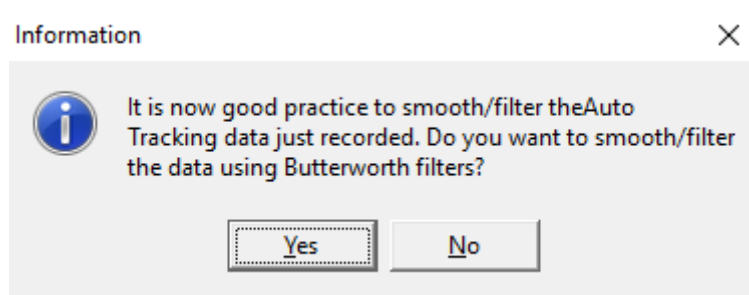 Information
It is now good practice to smooth/filter theAuto
Tracking data just recorded. Do you want to smooth/filter
the data using Butterworth filters?
Yes No